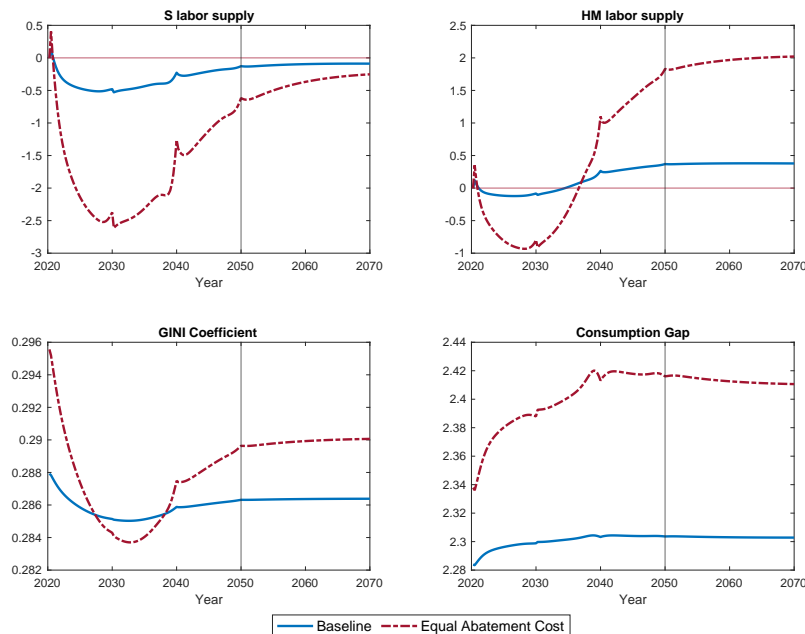 S labor supply
0.5
0
-0.5
-1
-1.5
-2
-2.5
-3
2020 2030 2040 2050 2060 2070
Year
HM labor supply
2.5
2
1.5
1
0.5
0
-0.5
-1
2020 2030 2040 2050 2060 2070
Year
GINI Coefficient
0.296
0.294
0.292
0.29
0.288
0.286
0.284
0.282
2020 2030 2040 2050 2060 2070
Year
Consumption Gap
2.44
2.42
2.4
2.38
2.36
2.34
2.32
2.3
2.28
2020 2030 2040 2050 2060 2070
Year
Baseline Equal Abatement Cost